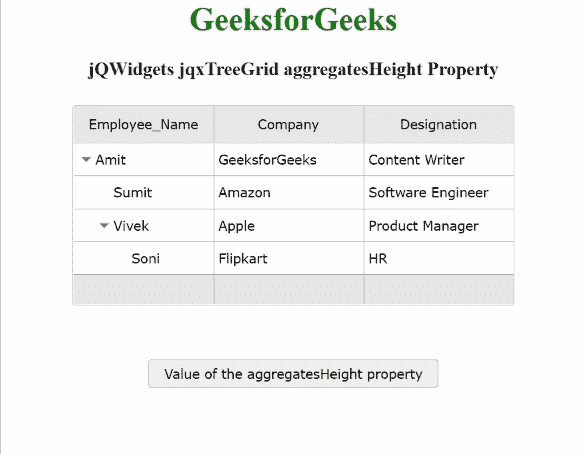 GeeksforGeeks
jQWidgets jqxTreeGrid aggregatesHeight Property
Employee_Name Company Designation
Amit GeeksforGeeks Content Writer
Sumit Amazon Software Engineer
Vivek Apple Product Manager
Soni Flipkart HR
Value of the aggregatesHeight property